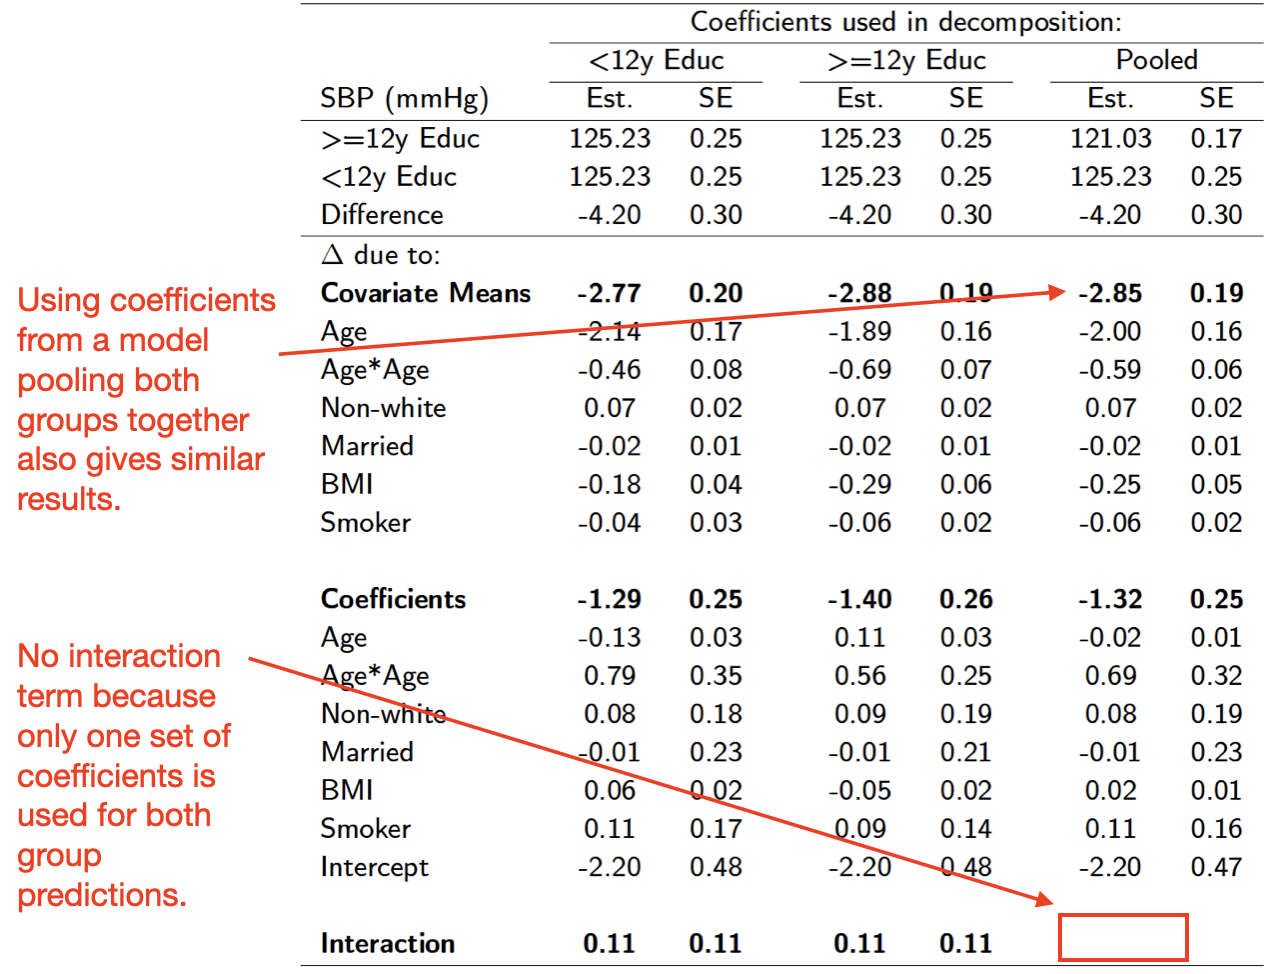 Coefficients used in decomposition:
<12y Educ >=12y Educ Pooled
SBP (mmHg) Est. SE Est. SE Est. SE
>=12y Educ 125.23 0.25 125.23 0.25 121.03 0.17
<12y Educ 125.23 0.25 125.23 0.25 125.23 0.25
Difference -4.20 0.30 -4.20 0.30 -4.20 0.30
Δ due to:
Covariate Means -2.77 0.20 -2.88 0.19 -2.85 0.19
Age -2.14 0.17 -1.89 0.16 -2.00 0.16
Age*Age -0.46 0.08 -0.69 0.07 -0.59 0.06
Non-white 0.07 0.02 0.07 0.02 0.07 0.02
Married -0.02 0.01 -0.02 0.01 -0.02 0.01
BMI -0.18 0.04 -0.29 0.06 -0.25 0.05
Smoker -0.04 0.03 -0.06 0.02 -0.06 0.02
Coefficients -1.29 0.25 -1.40 0.26 -1.32 0.25
Age -0.13 0.03 0.11 0.03 -0.02 0.01
Age*Age 0.79 0.35 0.56 0.25 0.69 0.32
Non-white 0.08 0.18 0.09 0.19 0.08 0.19
Married -0.01 0.23 -0.01 0.21 -0.01 0.23
BMI 0.06 0.02 -0.05 0.02 0.02 0.01
Smoker 0.11 0.17 0.09 0.14 0.11 0.16
Intercept -2.20 0.48 -2.20 0.48 -2.20 0.47
Interaction 0.11 0.11 0.11 0.11
Using coefficients
from a model
pooling both
groups together
also gives similar
results.
No interaction
term because
only one set of
coefficients is
used for both
group
predictions.